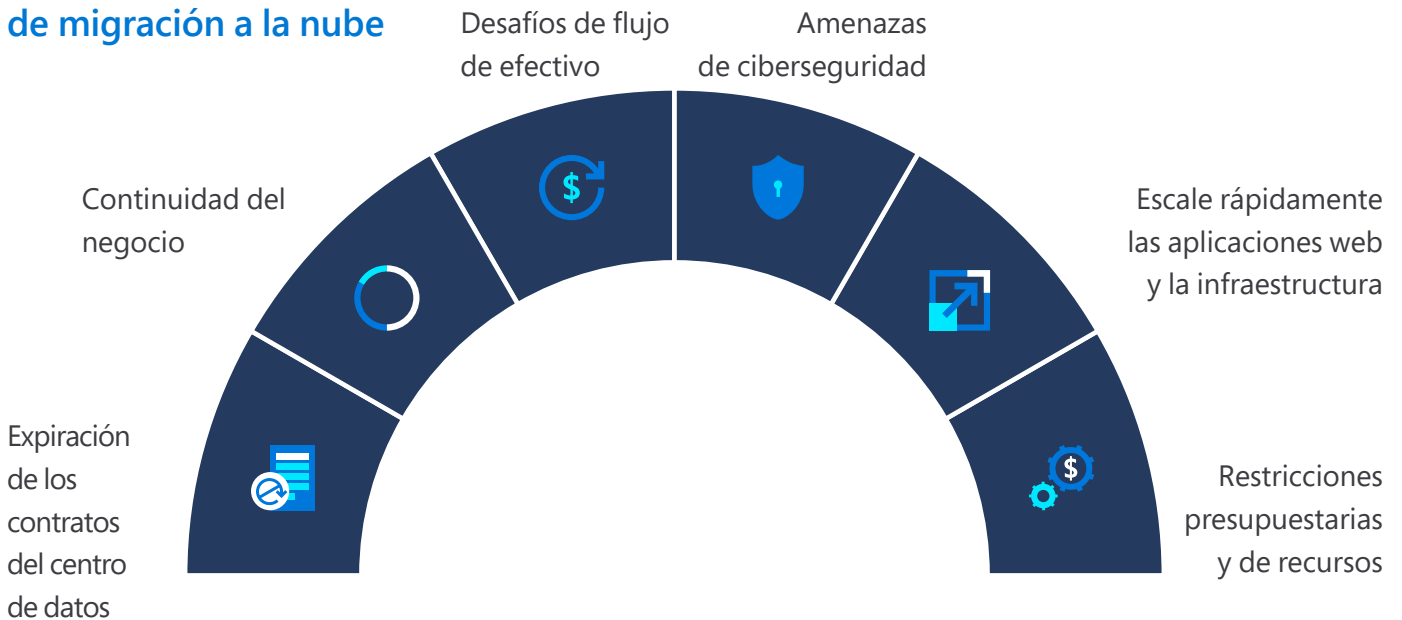 de migración a la nube
Desafíos de flujo
de efectivo
Amenazas
de ciberseguridad
Continuidad del
negocio
Escale rápidamente
las aplicaciones web
y la infraestructura
Expiración
de los
contratos
del centro
de datos
Restricciones
presupuestarias
y de recursos
$
$